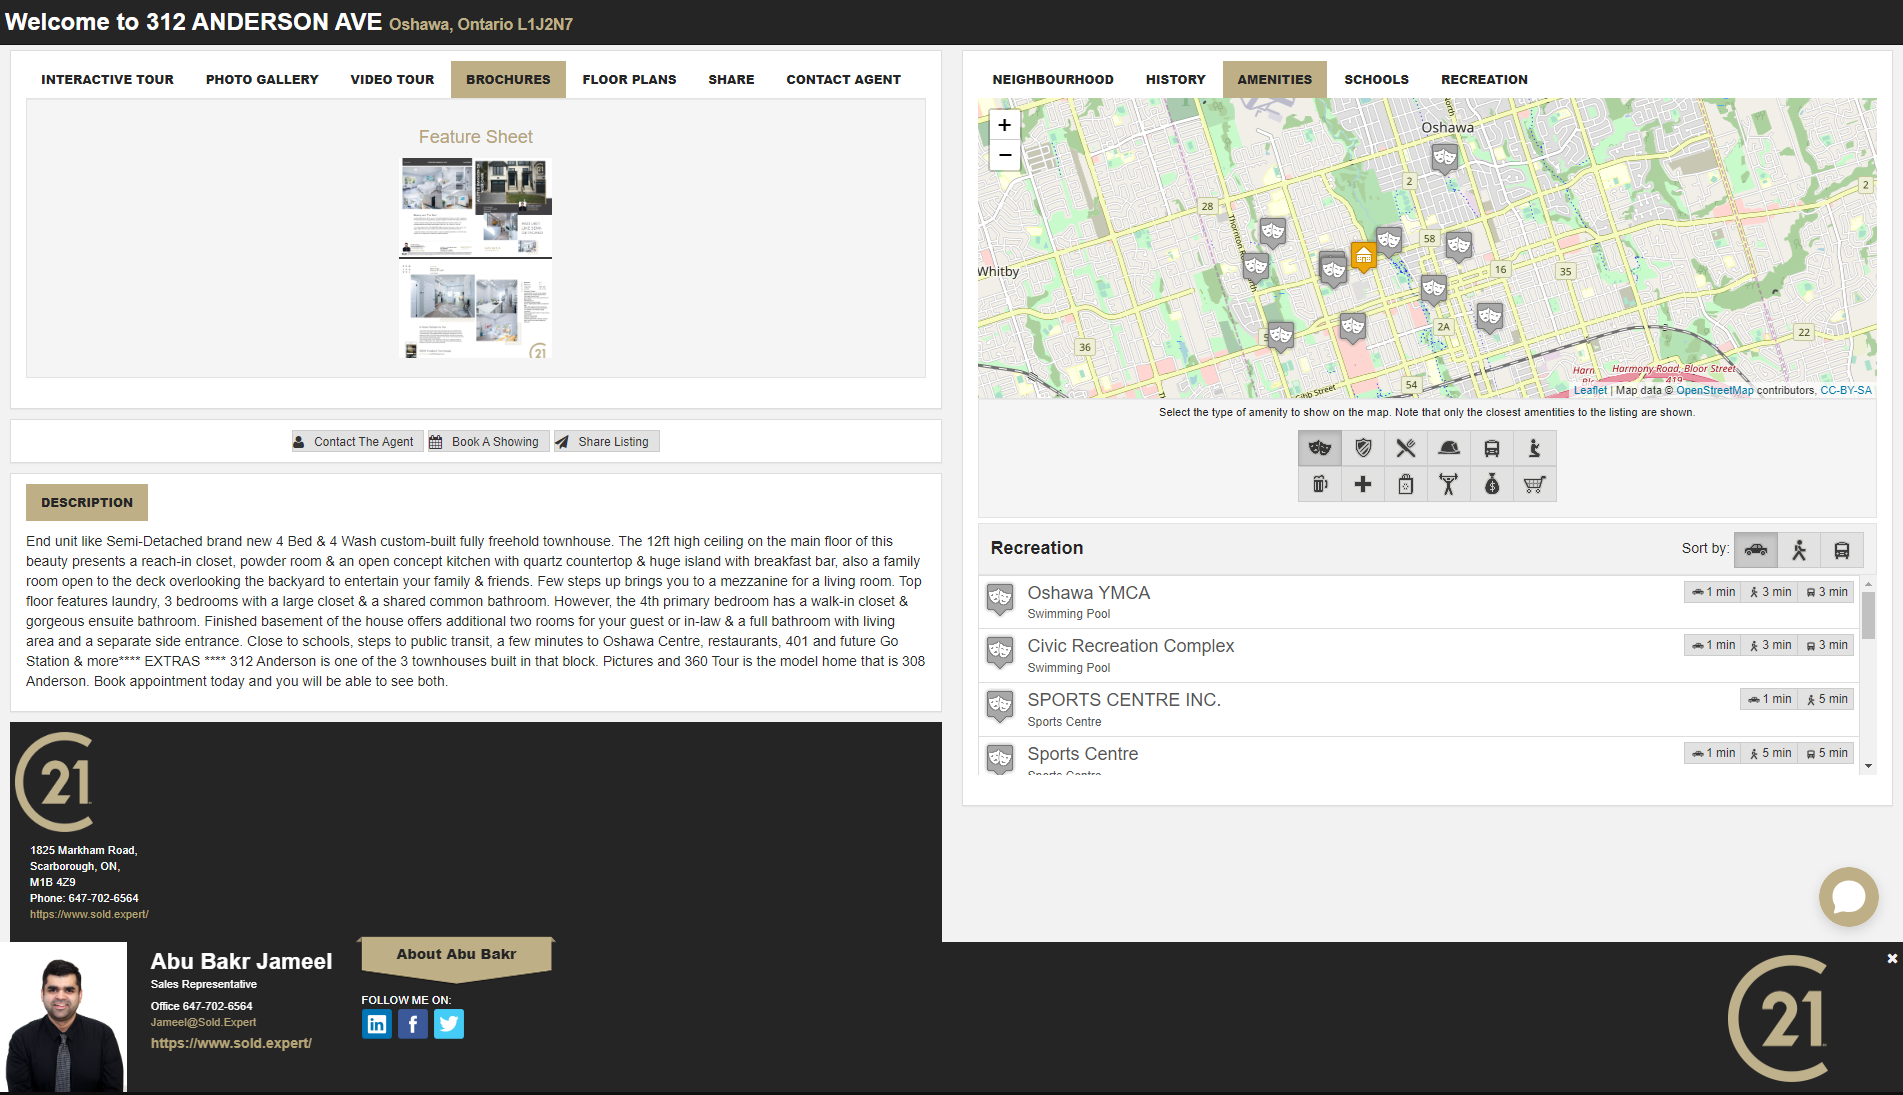 Welcome to 312 ANDERSON AVE Oshawa, Ontario L1J2N7
INTERACTIVE TOUR PHOTO GALLERY VIDEO TOUR BROCHURES FLOOR PLANS SHARE CONTACT AGENT
Feature Sheet
Contact The Agent Book A Showing Share Listing
DESCRIPTION
End unit like Semi-Detached brand new 4 Bed & 4 Wash custom-built fully freehold townhouse. The 12ft high ceiling on the main floor of this
beauty presents a reach-in closet, powder room & an open concept kitchen with quartz countertop & huge island with breakfast bar, also a family
room open to the deck overlooking the backyard to entertain your family & friends. Few steps up brings you to a mezzanine for a living room. Top
floor features laundry, 3 bedrooms with a large closet & a shared common bathroom. However, the 4th primary bedroom has a walk-in closet &
gorgeous ensuite bathroom. Finished basement of the house offers additional two rooms for your guest or in-law & a full bathroom with living
area and a separate side entrance. Close to schools, steps to public transit, a few minutes to Oshawa Centre, restaurants, 401 and future Go
Station & more**** EXTRAS **** 312 Anderson is one of the 3 townhouses built in that block. Pictures and 360 Tour is the model home that is 308
Anderson. Book appointment today and you will be able to see both.
21
1825 Markham Road,
Scarborough, ON,
M1B 4Z9
Phone: 647-702-6564
https://www.sold.expert/
NEIGHBOURHOOD HISTORY AMENITIES SCHOOLS RECREATION
+
−
Oshawa
2
2
28
58
Whitby
16
35
2A
22
36
54
Thornton Road North
Gibb Street
Harmony Road, Bloor Street
419
Leaflet | Map data © OpenStreetMap contributors, CC-BY-SA
Select the type of amenity to show on the map. Note that only the closest amentities to the listing are shown.
Recreation
Sort by:
Oshawa YMCA
Swimming Pool
1 min 3 min 3 min
Civic Recreation Complex
Swimming Pool
1 min 3 min 3 min
SPORTS CENTRE INC.
Sports Centre
1 min 5 min
Sports Centre
Sports Centre
1 min 5 min 5 min
Abu Bakr Jameel
Sales Representative
Office 647-702-6564
Jameel@Sold.Expert
https://www.sold.expert/
About Abu Bakr
FOLLOW ME ON:
21